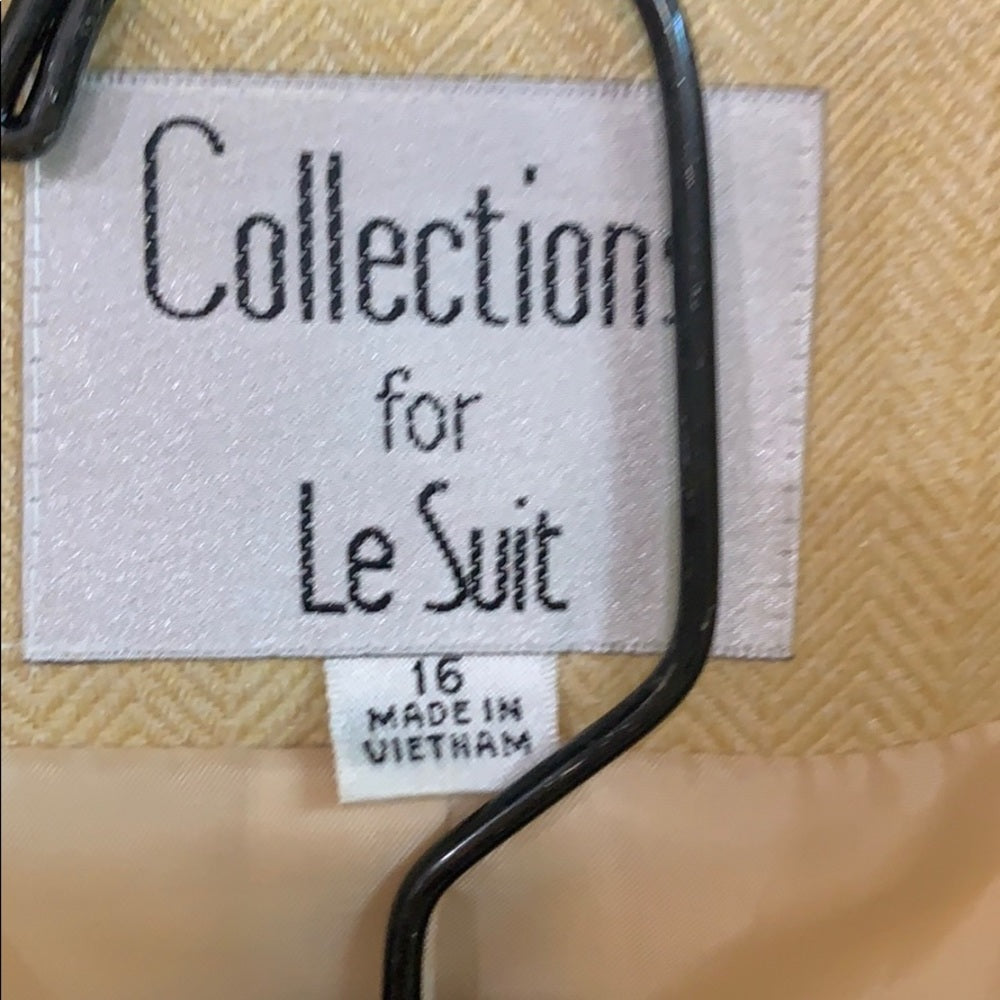 Collections
for
Le Suit
16
MADE IN
VIETNAM